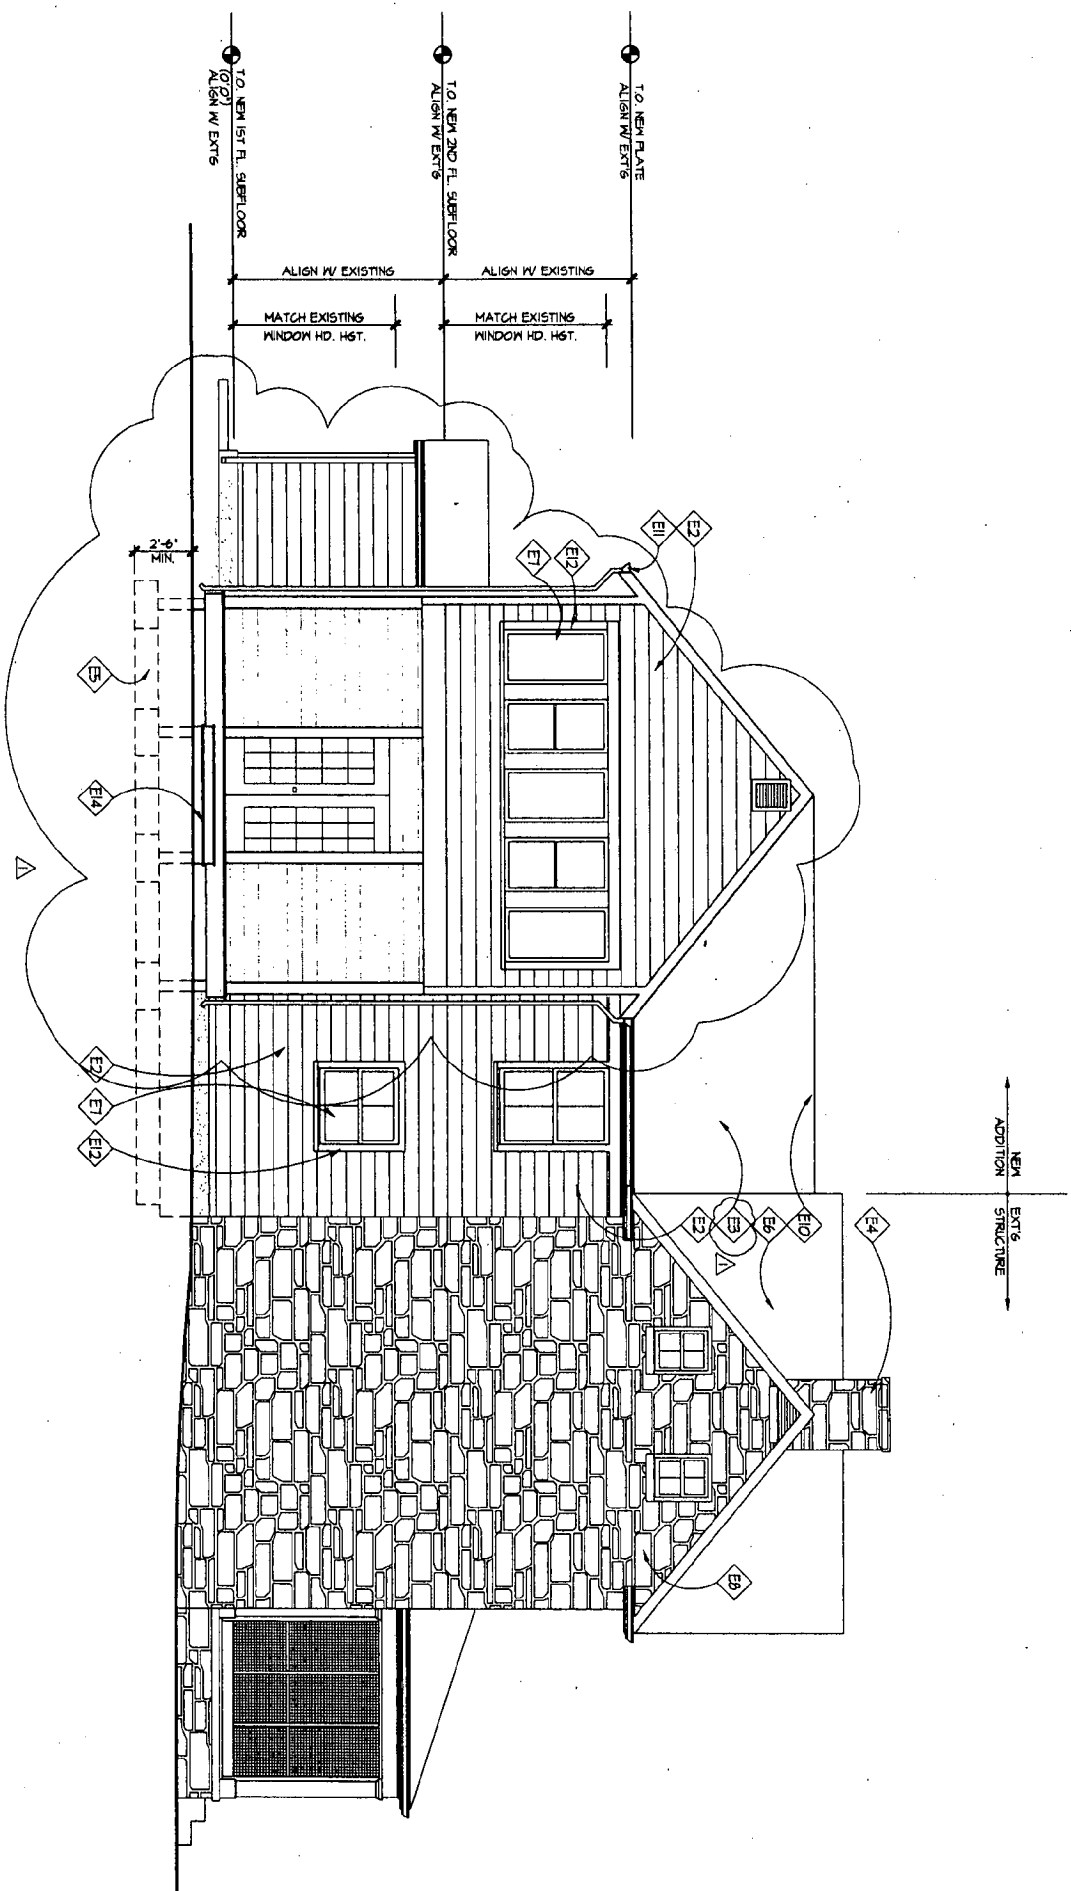 T.O. NEW PLATE
ALIGN W/ EXT'G
T.O. NEW 2ND FL. SUBFLOOR
ALIGN W/ EXT'G
T.O. NEW 1ST FL. SUBFLOOR
(0'0")
ALIGN W/ EXT'G
ALIGN W/ EXISTING
ALIGN W/ EXISTING
MATCH EXISTING
WINDOW HD. HGT.
MATCH EXISTING
WINDOW HD. HGT.
2'-6"
MIN.
E11
E2
E7
E12
E5
E14
1
E2
E7
E12
NEW
ADDITION
EXT'G
STRUCTURE
E2
E3
E6
E10
E4
1
E8